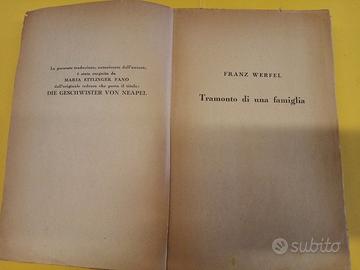 La presente traduzione, autorizzata dall'autore,
è stata eseguita da
MARIA ETTLINGER FANO
dall'originale tedesco che porta il titolo:
DIE GESCHWISTER VON NEAPEL
FRANZ WERFEL
Tramonto di una famiglia
subito